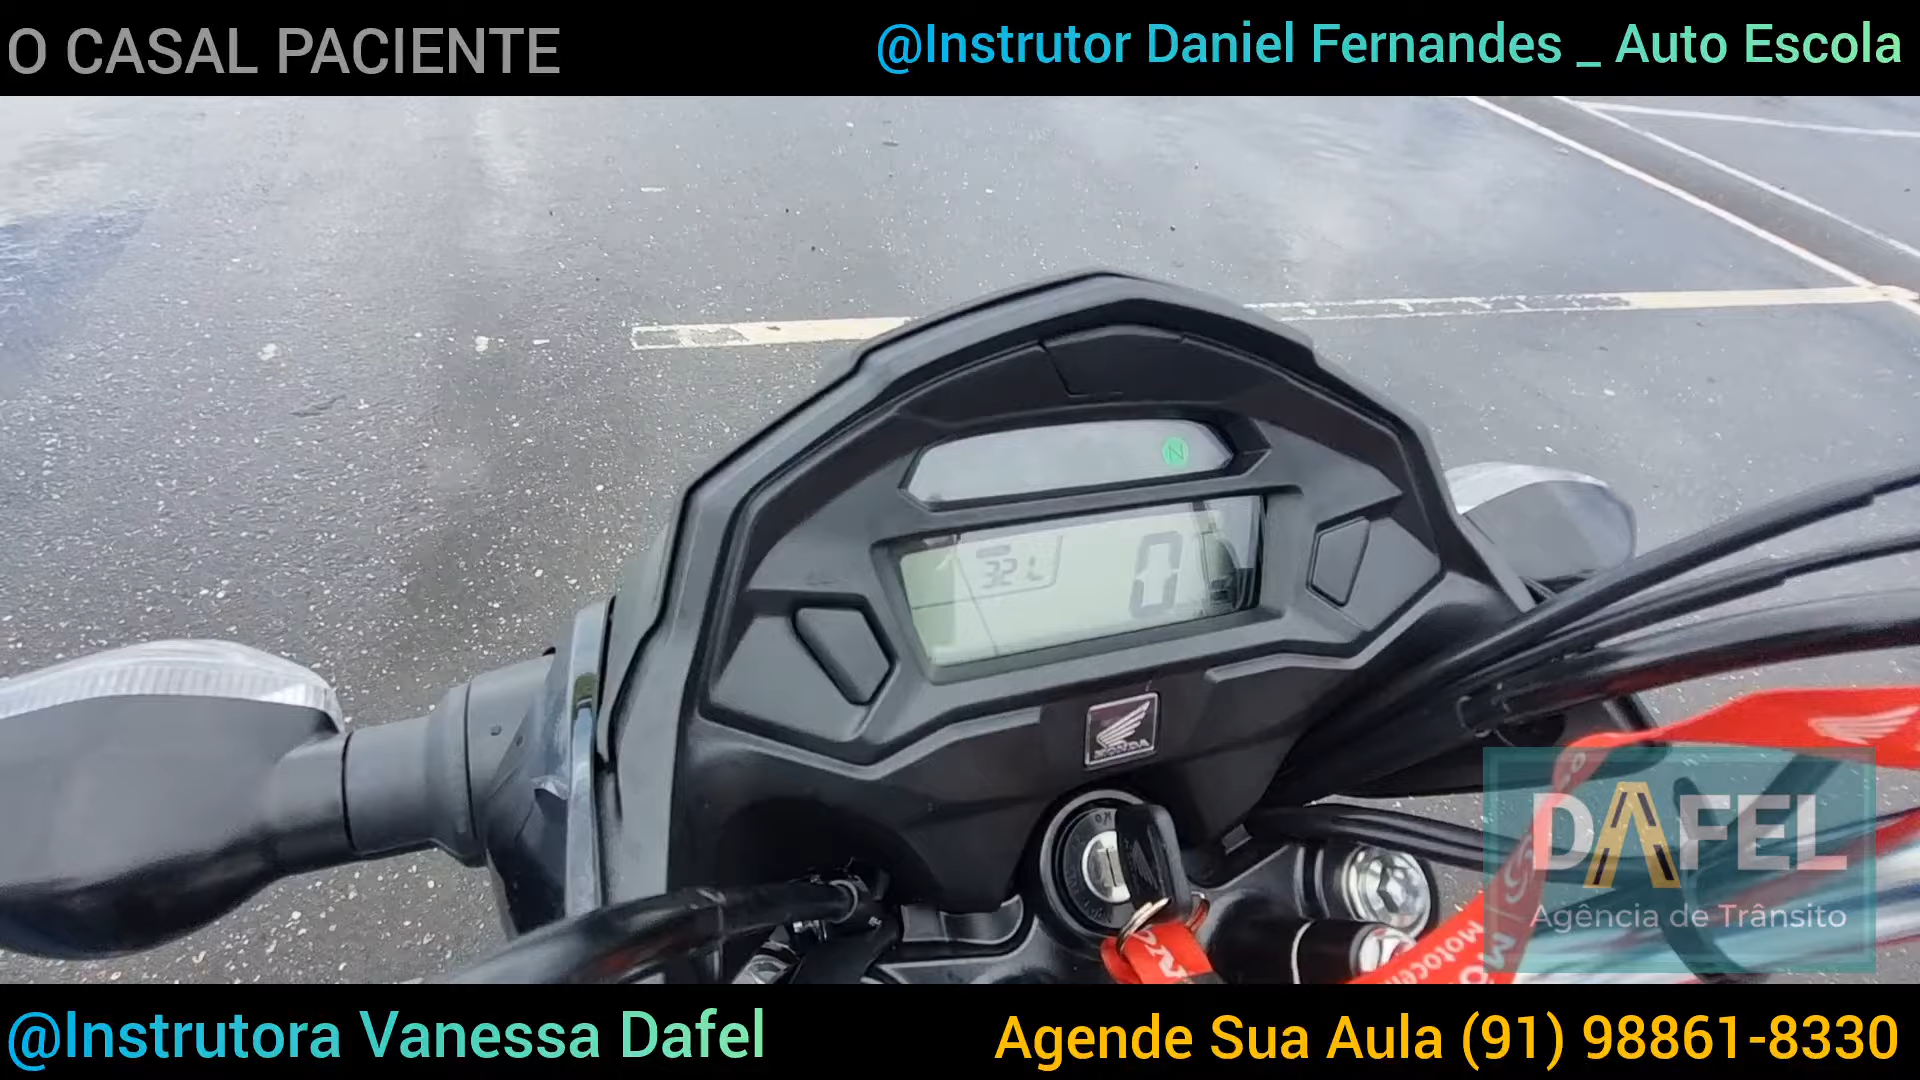 O CASAL PACIENTE
@Instrutor Daniel Fernandes _ Auto Escola
N
0
HONDA
DAFEL
Agência de Trânsito
@Instrutora Vanessa Dafel
Agende Sua Aula (91) 98861-8330